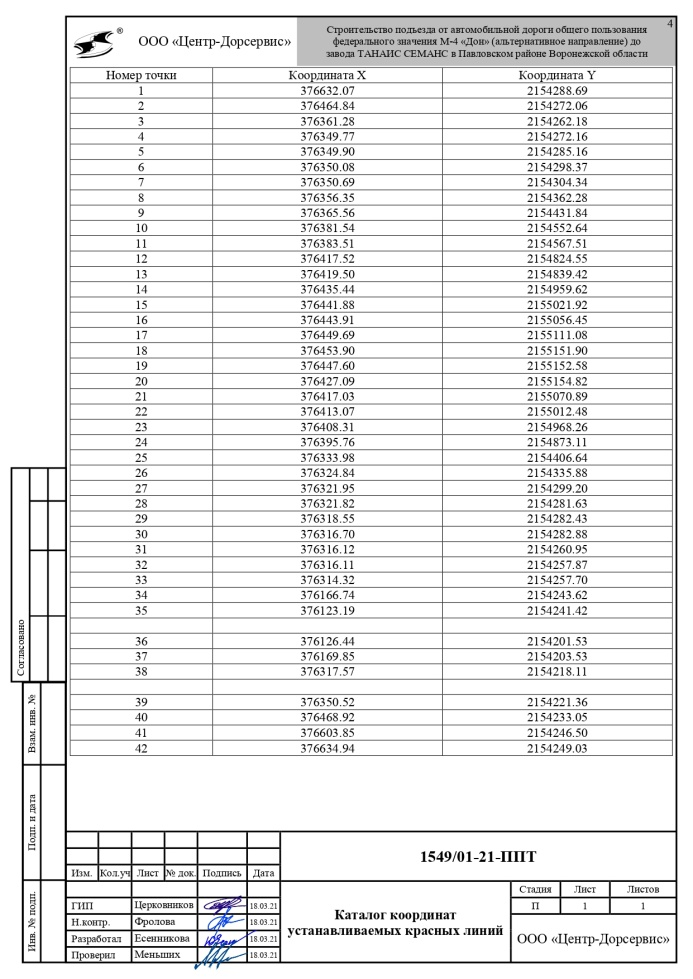 4
®
ООО «Центр-Дорсервис»
Строительство подъезда от автомобильной дороги общего пользования
федерального значения М-4 «Дон» (альтернативное направление) до
завода ТАНАИС СЕМАНС в Павловском районе Воронежской области
Номер точки Координата X Координата Y
1 376632.07 2154288.69
2 376464.84 2154272.06
3 376361.28 2154262.18
4 376349.77 2154272.16
5 376349.90 2154285.16
6 376350.08 2154298.37
7 376350.69 2154304.34
8 376356.35 2154362.28
9 376365.56 2154431.84
10 376381.54 2154552.64
11 376383.51 2154567.51
12 376417.52 2154824.55
13 376419.50 2154839.42
14 376435.44 2154959.62
15 376441.88 2155021.92
16 376443.91 2155056.45
17 376449.69 2155111.08
18 376453.90 2155151.90
19 376447.60 2155152.58
20 376427.09 2155154.82
21 376417.03 2155070.89
22 376413.07 2155012.48
23 376408.31 2154968.26
24 376395.76 2154873.11
25 376333.98 2154406.64
26 376324.84 2154335.88
27 376321.95 2154299.20
28 376321.82 2154281.63
29 376318.55 2154282.43
30 376316.70 2154282.88
31 376316.12 2154260.95
32 376316.11 2154257.87
33 376314.32 2154257.70
34 376166.74 2154243.62
35 376123.19 2154241.42
36 376126.44 2154201.53
37 376169.85 2154203.53
38 376317.57 2154218.11
39 376350.52 2154221.36
40 376468.92 2154233.05
41 376603.85 2154246.50
42 376634.94 2154249.03
Согласовано
Взам. инв. №
Подп. и дата
Инв. № подп.
1549/01-21-ППТ
Изм. Кол.уч Лист № док. Подпись Дата
ГИП Церковников 18.03.21
Н.контр. Фролова 18.03.21
Разработал Есенникова 18.03.21
Проверил Меньших 18.03.21
Каталог координат
устанавливаемых красных линий
Стадия Лист Листов
П 1 1
ООО «Центр-Дорсервис»